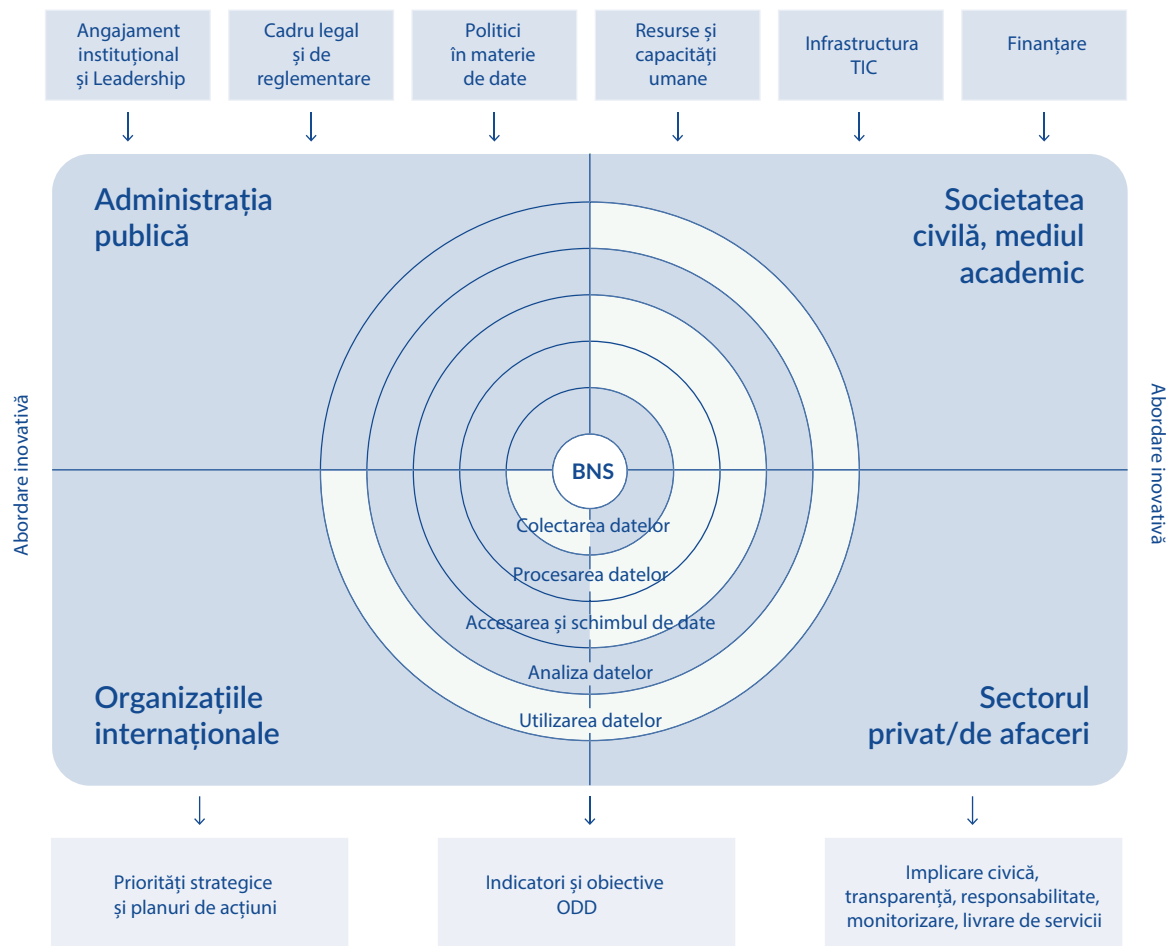 Angajament
instituțional
și Leadership
Cadru legal
și de
reglementare
Politici
în materie
de date
Resurse și
capacități
umane
Infrastructura
TIC
Finanțare
Administrația
publică
Societatea
civilă, mediul
academic
Abordare inovativă
Abordare inovativă
BNS
Colectarea datelor
Procesarea datelor
Accesarea și schimbul de date
Analiza datelor
Utilizarea datelor
Organizațiile
internaționale
Sectorul
privat/de afaceri
Priorități strategice
și planuri de acțiuni
Indicatori și obiective
ODD
Implicare civică,
transparență, responsabilitate,
monitorizare, livrare de servicii